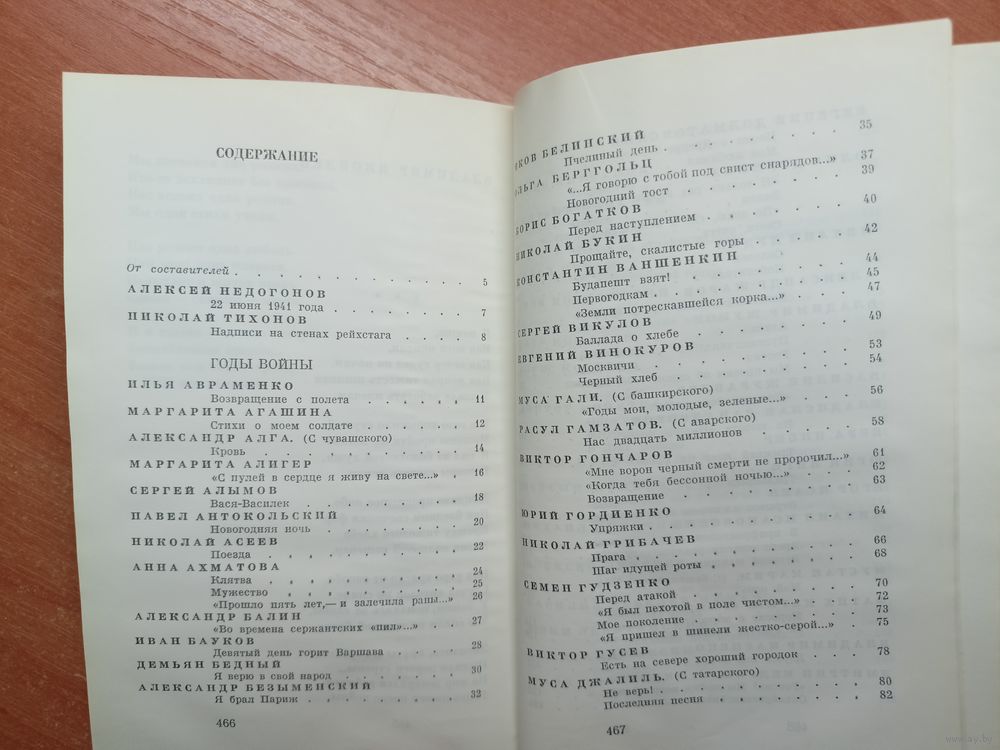 СОДЕРЖАНИЕ
От составителей . . . . . . . . . . 5
АЛЕКСЕЙ НЕДОГОНОВ
22 июня 1941 года . . . . . . 7
НИКОЛАЙ ТИХОНОВ
Надписи на стенах рейхстага . . . . 8
ГОДЫ ВОЙНЫ
ИЛЬЯ АВРАМЕНКО
Возвращение с полета . . . . . . 11
МАРГАРИТА АГАШИНА
Стихи о моем солдате . . . . . 12
АЛЕКСАНДР АЛГА. (С чувашского)
Кровь . . . . . . . . . . 14
МАРГАРИТА АЛИГЕР
«С пулей в сердце я живу на свете...» . 16
СЕРГЕЙ АЛЫМОВ
Вася-Василек . . . . . . . . 18
ПАВЕЛ АНТОКОЛЬСКИЙ
Новогодняя ночь . . . . . . . 20
НИКОЛАЙ АСЕЕВ
Поезда . . . . . . . . . . 22
АННА АХМАТОВА
Клятва . . . . . . . . . . 24
Мужество . . . . . . . . . 25
«Прошло пять лет,— и залечила раны...» 26
АЛЕКСАНДР БАЛИН
«Во времена сержантских «пил»...» . . 27
ИВАН БАУКОВ
Девятый день горит Варшава . . . . 28
ДЕМЬЯН БЕДНЫЙ
Я верю в свой народ . . . . . . 30
АЛЕКСАНДР БЕЗЫМЕНСКИЙ
Я брал Париж . . . . . . . . 32
466
КОВ БЕЛИНСКИЙ
Пчелиный день . . . . . . . . 35
ОЛЬГА БЕРГГОЛЬЦ
«...Я говорю с тобой под свист снарядов...» 37
Новогодний тост . . . . . . . 39
БОРИС БОГАТКОВ
Перед наступлением . . . . . . 40
НИКОЛАЙ БУКИН
Прощайте, скалистые горы . . . . 42
КОНСТАНТИН ВАНШЕНКИН
Будапешт взят! . . . . . . . 44
Первогодкам . . . . . . . . 45
«Земли потрескавшейся корка...» . . 47
СЕРГЕЙ ВИКУЛОВ
Баллада о хлебе . . . . . . . 49
ЕВГЕНИЙ ВИНОКУРОВ
Москвичи . . . . . . . . . 53
Черный хлеб . . . . . . . . 54
МУСА ГАЛИ. (С башкирского)
«Годы мои, молодые, зеленые...» . . 56
РАСУЛ ГАМЗАТОВ. (С аварского)
Нас двадцать миллионов . . . . . 58
ВИКТОР ГОНЧАРОВ
«Мне ворон черный смерти не пророчил...» 61
«Когда тебя бессонной ночью...» . . . 62
Возвращение . . . . . . . . 63
ЮРИЙ ГОРДИЕНКО
Упряжки . . . . . . . . . . 64
НИКОЛАЙ ГРИБАЧЕВ
Прага . . . . . . . . . . 66
Шаг идущей роты . . . . . . . 68
СЕМЕН ГУДЗЕНКО
Перед атакой . . . . . . . . 70
«Я был пехотой в поле чистом...» . . 72
Мое поколение . . . . . . . . 73
«Я пришел в шинели жестко-серой...» . . 75
ВИКТОР ГУСЕВ
Есть на севере хороший городок . . . 78
МУСА ДЖАЛИЛЬ. (С татарского)
Не верь! . . . . . . . . . 80
Последняя песня . . . . . . . 82
467
www.ay.by